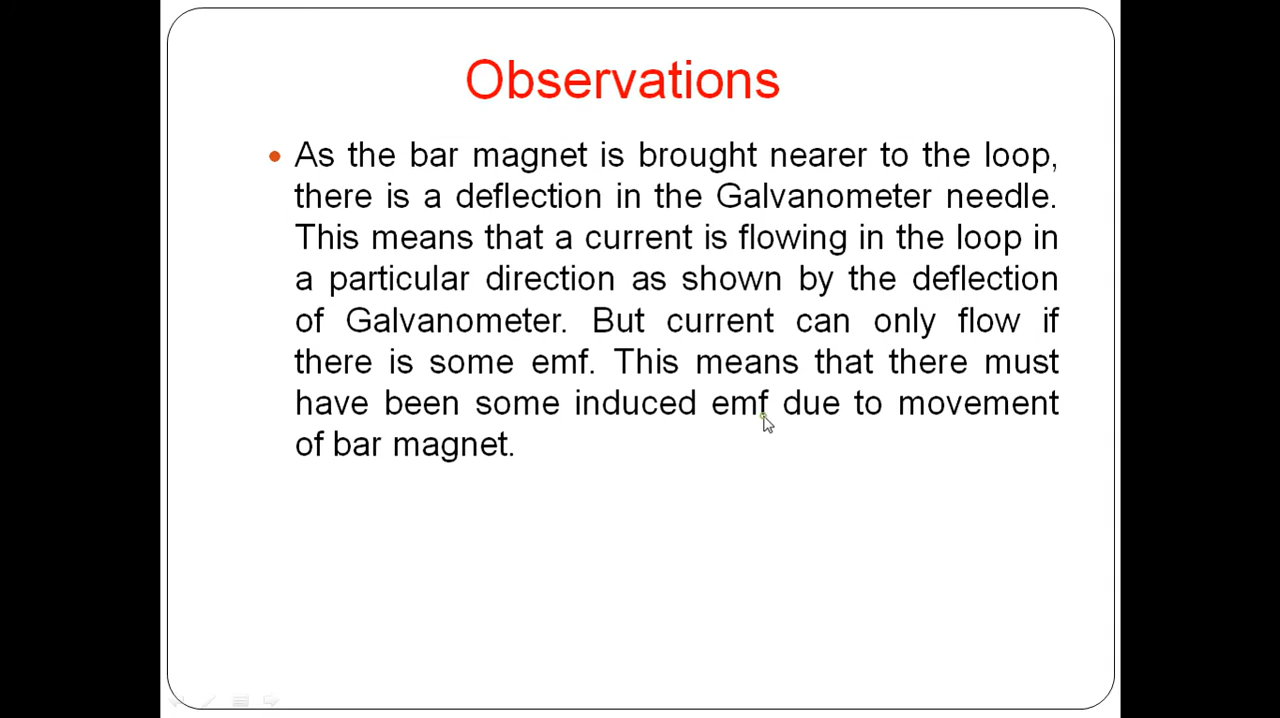 Observations
As the bar magnet is brought nearer to the loop,
there is a deflection in the Galvanometer needle.
This means that a current is flowing in the loop in
a particular direction as shown by the deflection
of Galvanometer. But current can only flow if
there is some emf. This means that there must
have been some induced emf due to movement
of bar magnet.